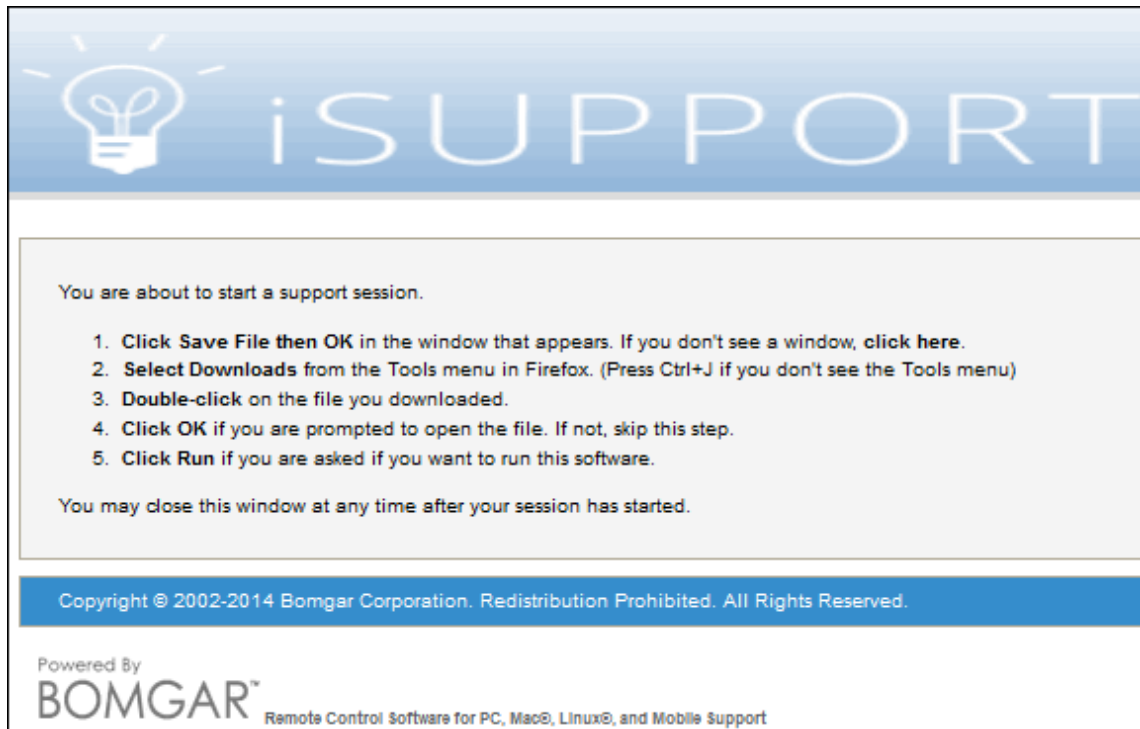 iSUPPORT
You are about to start a support session.
1. Click Save File then OK in the window that appears. If you don't see a window, click here.
2. Select Downloads from the Tools menu in Firefox. (Press Ctrl+J if you don't see the Tools menu)
3. Double-click on the file you downloaded.
4. Click OK if you are prompted to open the file. If not, skip this step.
5. Click Run if you are asked if you want to run this software.
You may close this window at any time after your session has started.
Copyright © 2002-2014 Bomgar Corporation. Redistribution Prohibited. All Rights Reserved.
Powered By
BOMGAR™ Remote Control Software for PC, Mac®, Linux®, and Mobile Support